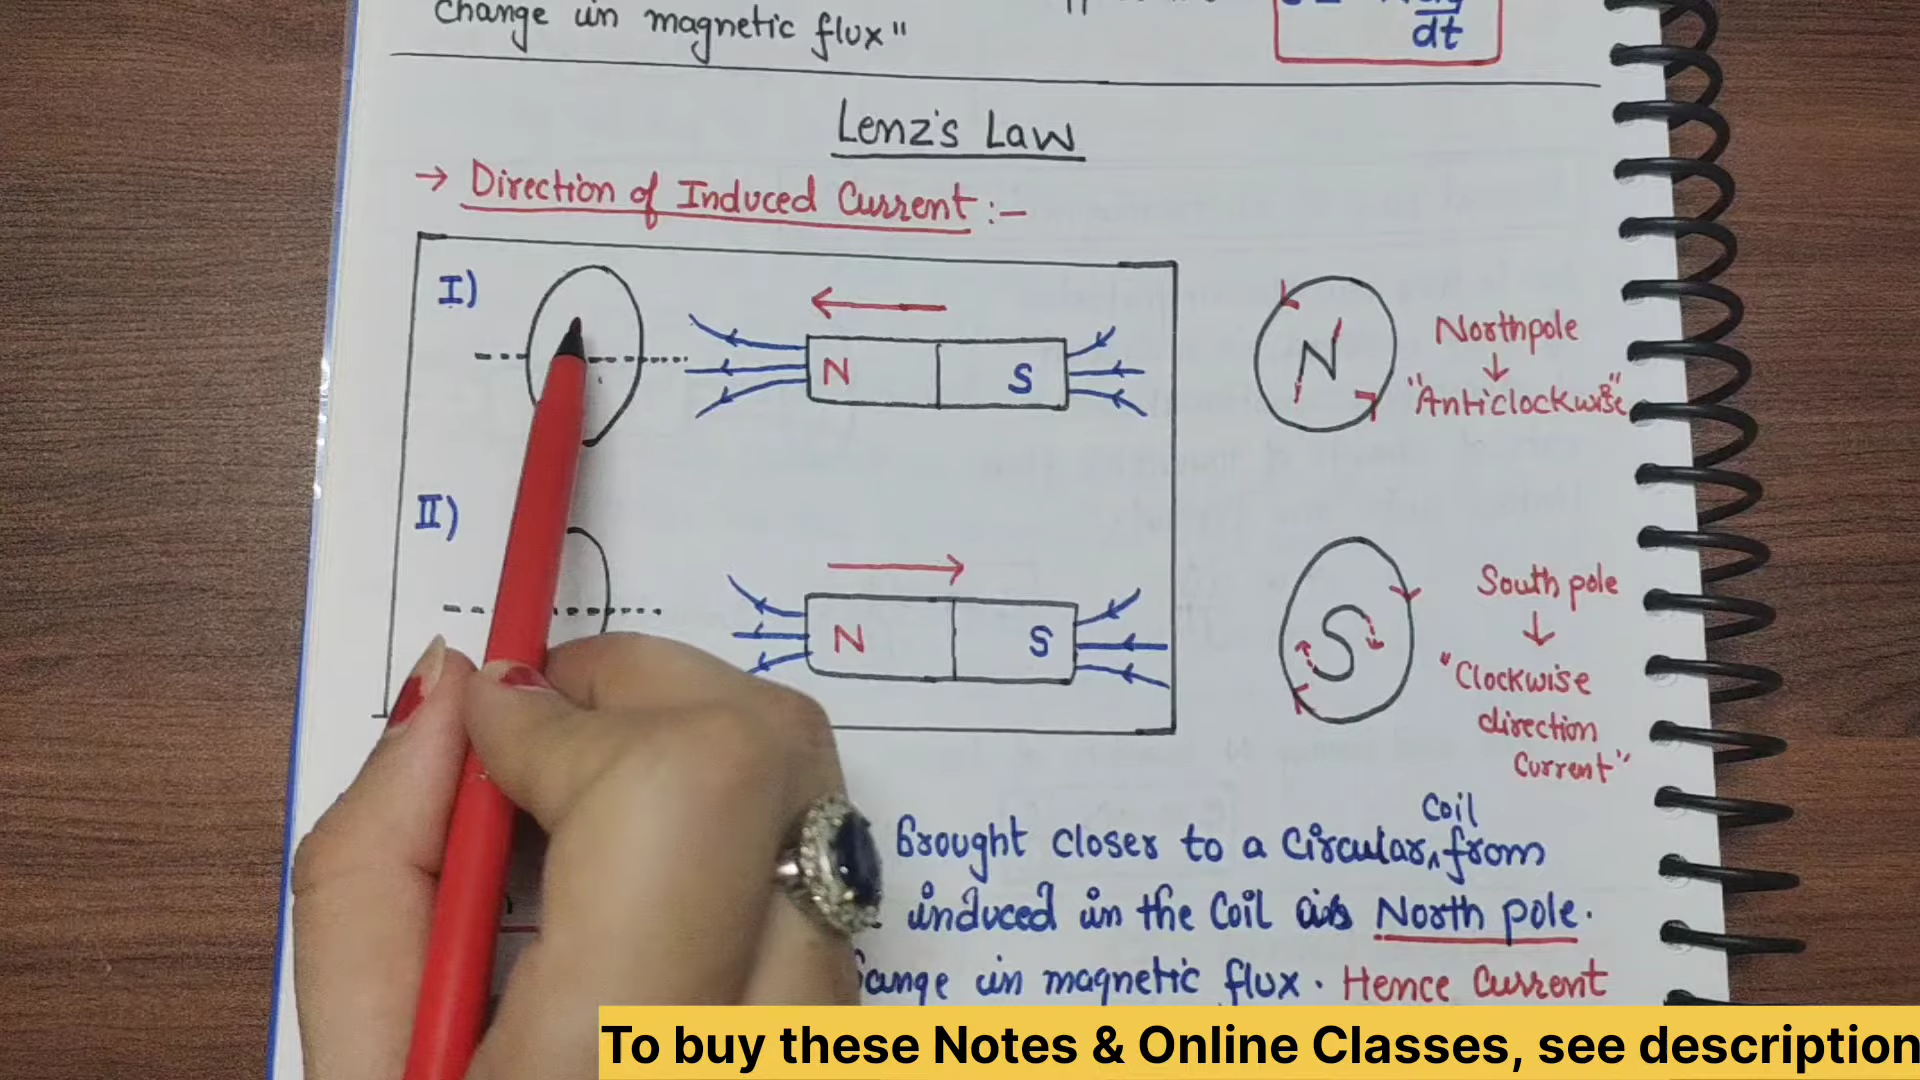 Change in magnetic flux"
dt
Lenz's Law
→ Direction of Induced Current :-
I)
N S
N
Northpole
↓
"Anticlockwise"
II)
N S
S
South pole
↓
"Clockwise
direction
Current"
Brought closer to a Circular ^ Coil from
induced in the Coil is North pole.
in magnetic flux. Hence Current
To buy these Notes & Online Classes, see description